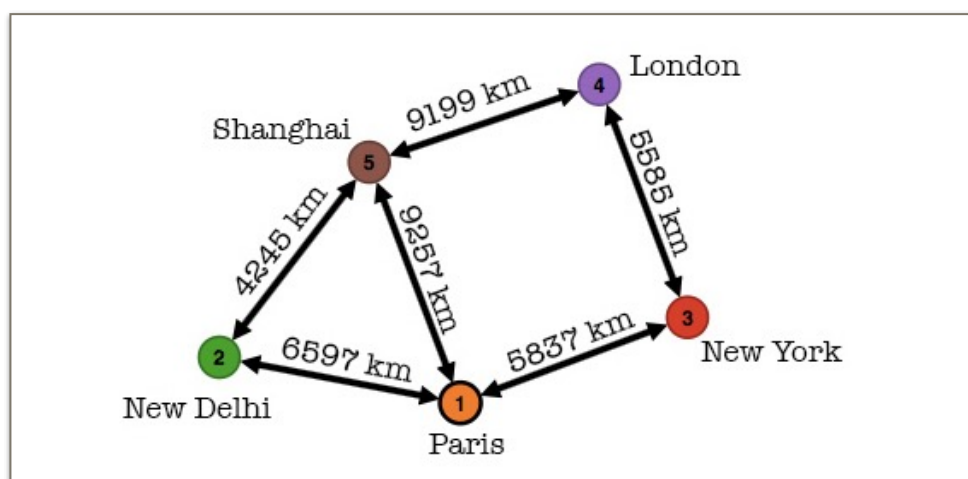 London
4
9199 km
Shanghai
5
5585 km
4245 km
9257 km
3
New York
5837 km
2
6597 km
New Delhi
1
Paris